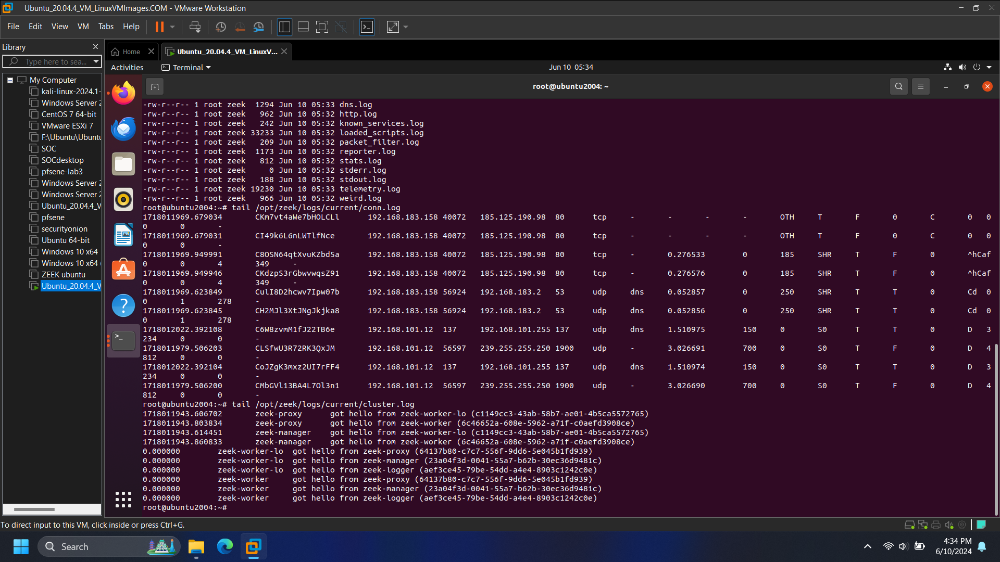 Ubuntu_20.04.4_VM_LinuxVMImages.COM - VMware Workstation
File Edit View VM Tabs Help
Library
Home
Ubuntu_20.04.4_VM_LinuxV...
Type here to sea...
Activities
Terminal
Jun 10 05:34
My Computer
kali-linux-2024.1-
Windows Server 2
CentOS 7 64-bit
VMware ESXi 7
F:\Ubuntu\Ubuntu
SOC
SOCdesktop
pfsene-lab3
Windows Server 2
Windows Server 2
Ubuntu_20.04.4_V
pfsene
securityonion
Ubuntu 64-bit
Windows 10 x64
Windows 10 x64
ZEEK ubuntu
Ubuntu_20.04.4_V
root@ubuntu2004: ~
-rw-r--r-- 1 root zeek 1294 Jun 10 05:33 dns.log
-rw-r--r-- 1 root zeek 962 Jun 10 05:32 http.log
-rw-r--r-- 1 root zeek 242 Jun 10 05:32 known_services.log
-rw-r--r-- 1 root zeek 33233 Jun 10 05:32 loaded_scripts.log
-rw-r--r-- 1 root zeek 209 Jun 10 05:32 packet_filter.log
-rw-r--r-- 1 root zeek 1173 Jun 10 05:32 reporter.log
-rw-r--r-- 1 root zeek 812 Jun 10 05:32 stats.log
-rw-r--r-- 1 root zeek 0 Jun 10 05:32 stderr.log
-rw-r--r-- 1 root zeek 188 Jun 10 05:32 stdout.log
-rw-r--r-- 1 root zeek 19230 Jun 10 05:33 telemetry.log
-rw-r--r-- 1 root zeek 966 Jun 10 05:32 weird.log
root@ubuntu2004:~# tail /opt/zeek/logs/current/conn.log
1718011969.679034 CKm7vt4aWe7bHOLCLl 192.168.183.158 40072 185.125.190.98 80 tcp - - - - OTH T F 0 C 0 0
0 0 -
1718011969.679031 CI49k6L6nLWTlfNce 192.168.183.158 40072 185.125.190.98 80 tcp - - - - OTH T F 0 C 0 0
0 0 -
1718011969.949991 C8OSN64qtXvuKZbd5a 192.168.183.158 40072 185.125.190.98 80 tcp - 0.276533 0 185 SHR T F 0 ^hCaf
0 0 4 349 -
1718011969.949946 CKdzpS3rGbwvwqsZ91 192.168.183.158 40072 185.125.190.98 80 tcp - 0.276576 0 185 SHR T F 0 ^hCaf
0 0 4 349 -
1718011969.623849 CulI8D2hcwv7Ipw07b 192.168.183.158 56924 192.168.183.2 53 udp dns 0.052857 0 250 SHR T T 0 Cd 0
0 1 278 -
1718011969.623845 CH2MJl3XtJNgJkjka8 192.168.183.158 56924 192.168.183.2 53 udp dns 0.052856 0 250 SHR T T 0 Cd 0
0 1 278 -
1718012022.392108 C6W8zvmM1fJ22TB6e 192.168.101.12 137 192.168.101.255 137 udp dns 1.510975 150 0 S0 T T 0 D 3
234 0 0 -
1718011979.506203 CLSfwU3R72RK3QxJM 192.168.101.12 56597 239.255.255.250 1900 udp - 3.026691 700 0 S0 T F 0 D 4
812 0 0 -
1718012022.392104 CoJZgK3mxz2UI7rFF4 192.168.101.12 137 192.168.101.255 137 udp dns 1.510974 150 0 S0 T T 0 D 3
234 0 0 -
1718011979.506200 CMbGVl13BA4L7Ol3n1 192.168.101.12 56597 239.255.255.250 1900 udp - 3.026690 700 0 S0 T F 0 D 4
812 0 0 -
root@ubuntu2004:~# tail /opt/zeek/logs/current/cluster.log
1718011943.606702 zeek-proxy got hello from zeek-worker-lo (c1149cc3-43ab-58b7-ae01-4b5ca5572765)
1718011943.803834 zeek-proxy got hello from zeek-worker (6c46652a-608e-5962-a71f-c0aefd3908ce)
1718011943.614451 zeek-manager got hello from zeek-worker-lo (c1149cc3-43ab-58b7-ae01-4b5ca5572765)
1718011943.860833 zeek-manager got hello from zeek-worker (6c46652a-608e-5962-a71f-c0aefd3908ce)
0.000000 zeek-worker-lo got hello from zeek-proxy (64137b80-c7c7-556f-9dd6-5e045b1fd939)
0.000000 zeek-worker-lo got hello from zeek-manager (23a04f3d-0041-55a7-b62b-30ec36d9481c)
0.000000 zeek-worker-lo got hello from zeek-logger (aef3ce45-79be-54dd-a4e4-8903c1242c0e)
0.000000 zeek-worker got hello from zeek-proxy (64137b80-c7c7-556f-9dd6-5e045b1fd939)
0.000000 zeek-worker got hello from zeek-manager (23a04f3d-0041-55a7-b62b-30ec36d9481c)
0.000000 zeek-worker got hello from zeek-logger (aef3ce45-79be-54dd-a4e4-8903c1242c0e)
root@ubuntu2004:~#
To direct input to this VM, click inside or press Ctrl+G.
Search
4:34 PM
6/10/2024